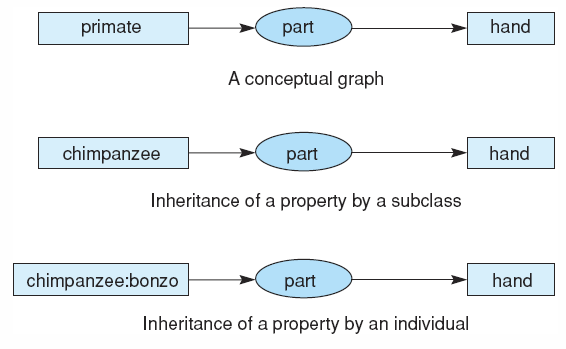 primate part hand
A conceptual graph
chimpanzee part hand
Inheritance of a property by a subclass
chimpanzee:bonzo part hand
Inheritance of a property by an individual